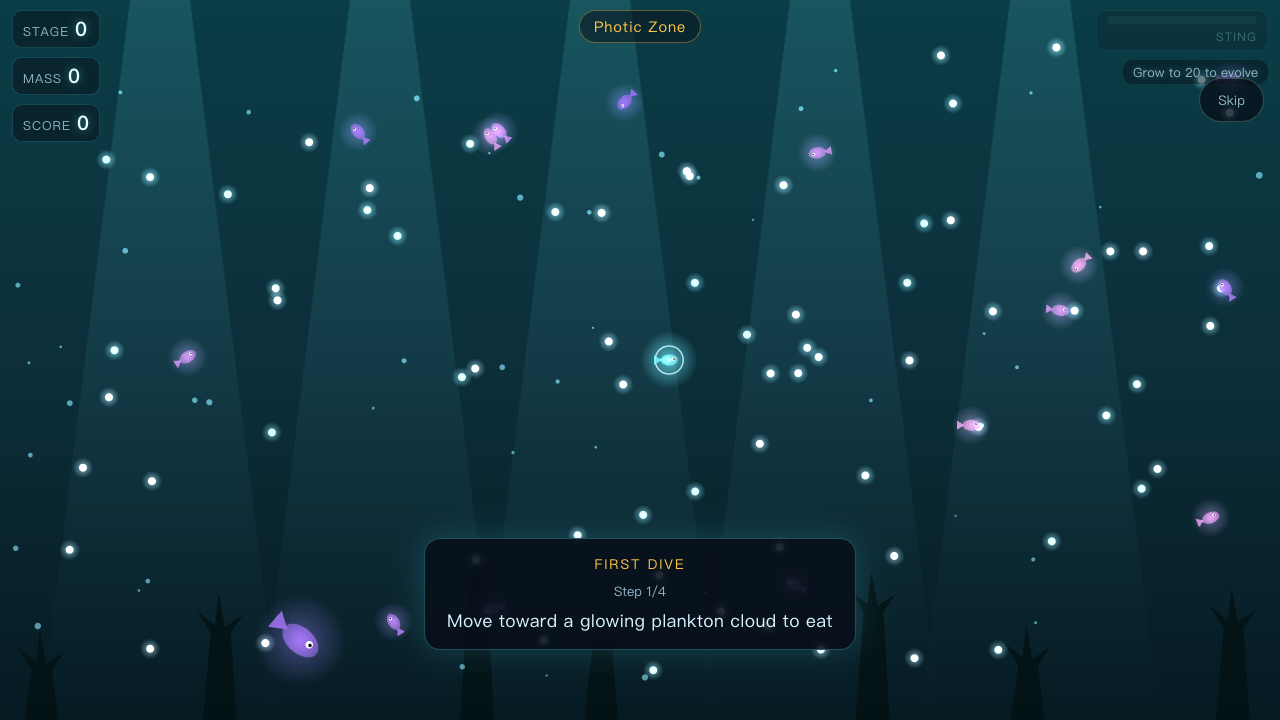 STAGE 0
MASS 0
SCORE 0
Photic Zone
STING
Grow to 20 to evolve
Skip
FIRST DIVE
Step 1/4
Move toward a glowing plankton cloud to eat